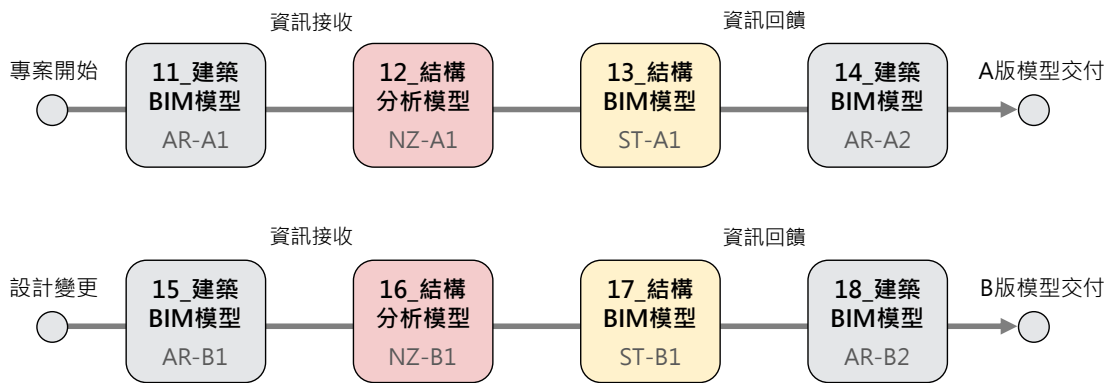 資訊接收
資訊回饋
專案開始
11_建築
BIM模型
AR-A1
12_結構
分析模型
NZ-A1
13_結構
BIM模型
ST-A1
14_建築
BIM模型
AR-A2
A版模型交付
資訊接收
資訊回饋
設計變更
15_建築
BIM模型
AR-B1
16_結構
分析模型
NZ-B1
17_結構
BIM模型
ST-B1
18_建築
BIM模型
AR-B2
B版模型交付